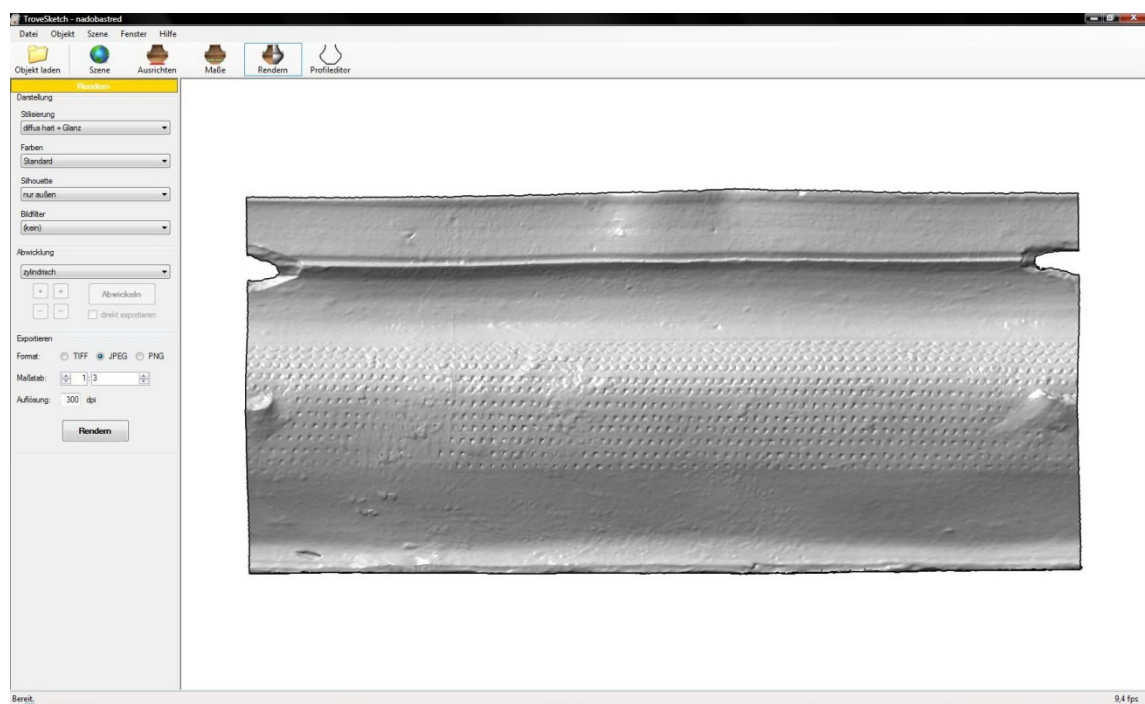 TroveSketch - nadobastred
Datei Objekt Szene Fenster Hilfe
Objekt laden Szene Ausrichten Maße Rendern Profileditor
Rendern
Darstellung
Stilisierung
diffus hart + Glanz
Farben
Standard
Silhouette
nur außen
Bildfilter
(kein)
Abwicklung
zylindrisch
+ + Abwickeln
- - direkt exportieren
Exportieren
Format: TIFF JPEG PNG
Maßstab: 1:3
Auflösung: 300 dpi
Rendern
Bereit. 9,4 fps